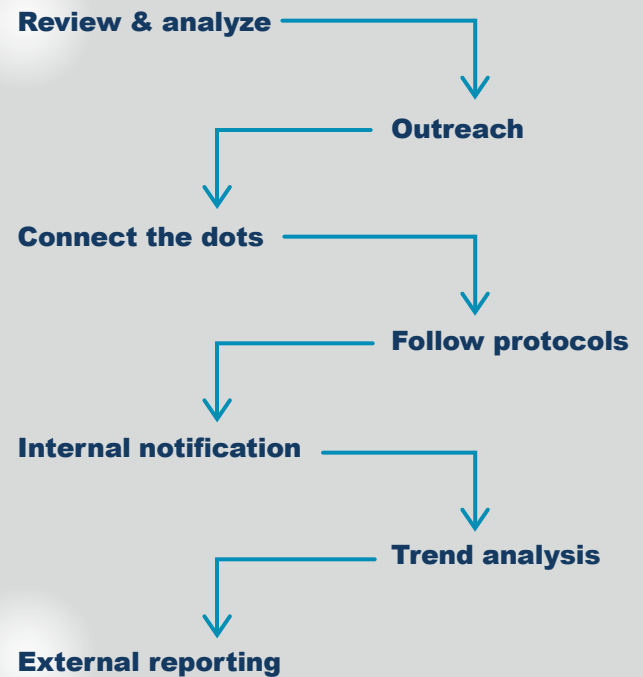 Review & analyze
Outreach
Connect the dots
Follow protocols
Internal notification
Trend analysis
External reporting